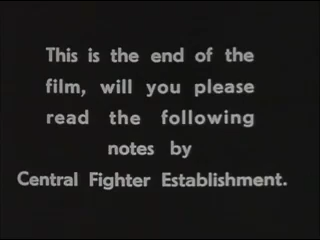 This is the end of the
film, will you please
read the following
notes by
Central Fighter Establishment.